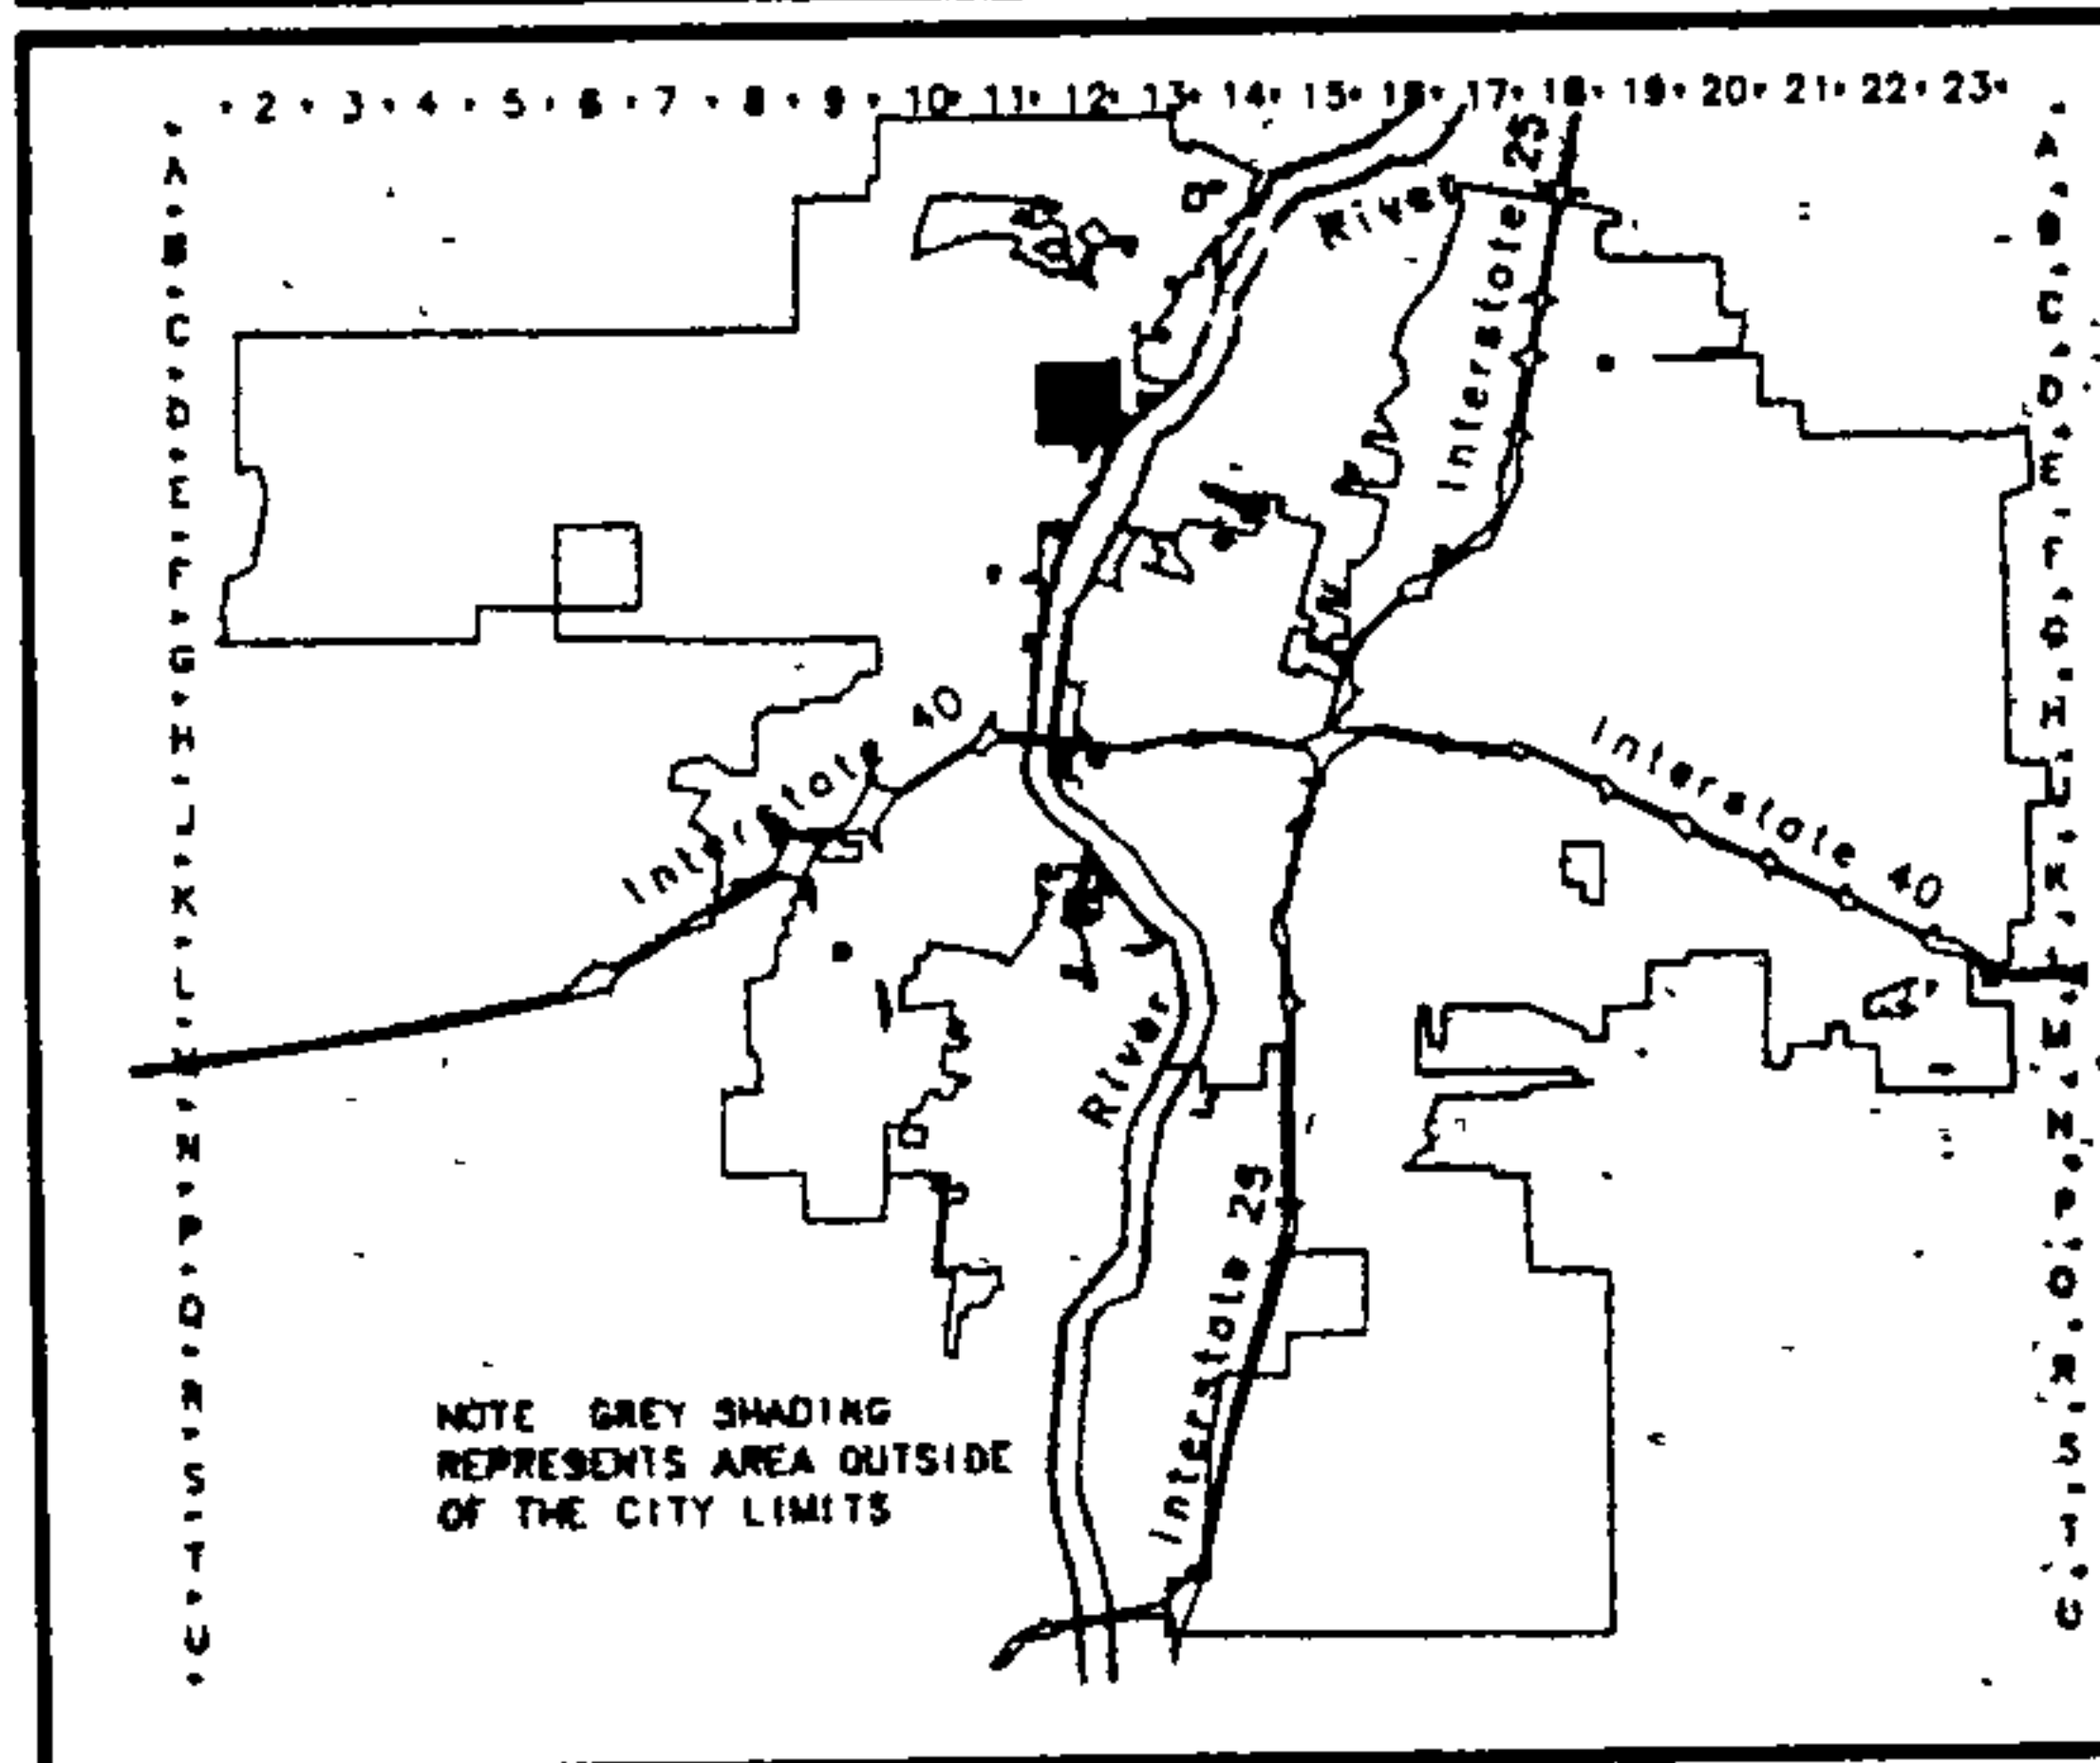 2 3 4 5 6 7 8 9 10 11 12 13 14 15 16 17 18 19 20 21 22 23
A
B
C
D
E
F
G
H
J
K
L
M
N
P
Q
R
S
T
U
River
Interstate 25
Interstate 40
Interstate 40
River
Interstate 29
NOTE GREY SHADING
REPRESENTS AREA OUTSIDE
OF THE CITY LIMITS
A
B
C
D
E
F
G
H
J
K
L
M
N
P
Q
R
S
T
U